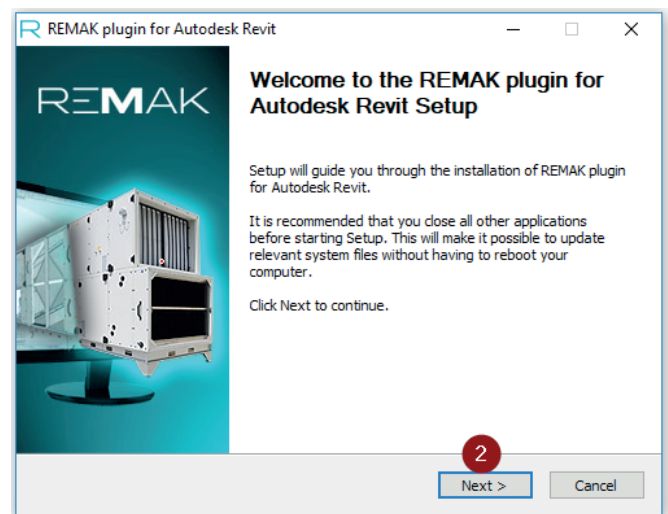 REMAK plugin for Autodesk Revit
REMAK
Welcome to the REMAK plugin for
Autodesk Revit Setup
Setup will guide you through the installation of REMAK plugin
for Autodesk Revit.
It is recommended that you close all other applications
before starting Setup. This will make it possible to update
relevant system files without having to reboot your
computer.
Click Next to continue.
2
Next >
Cancel